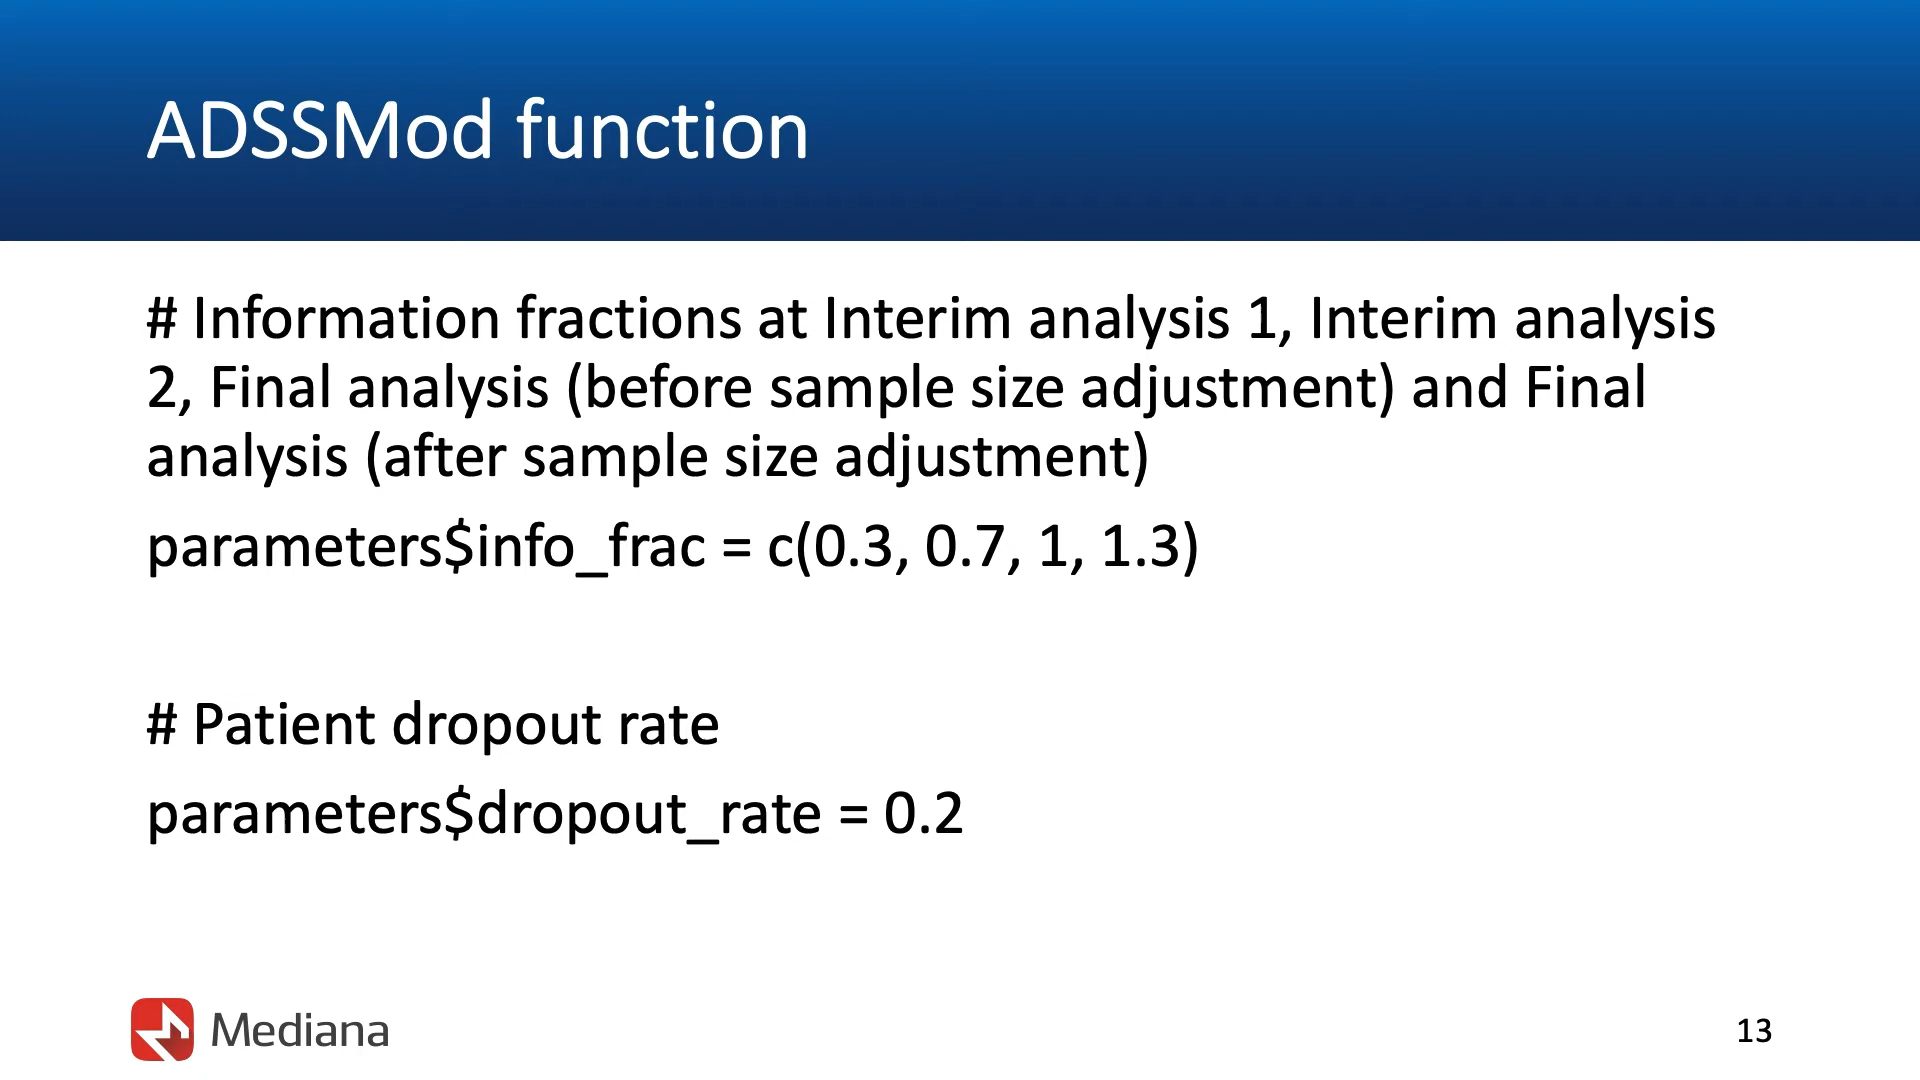 ADSSMod function
# Information fractions at Interim analysis 1, Interim analysis
2, Final analysis (before sample size adjustment) and Final
analysis (after sample size adjustment)
parameters$info_frac = c(0.3, 0.7, 1, 1.3)
# Patient dropout rate
parameters$dropout_rate = 0.2
Mediana
13